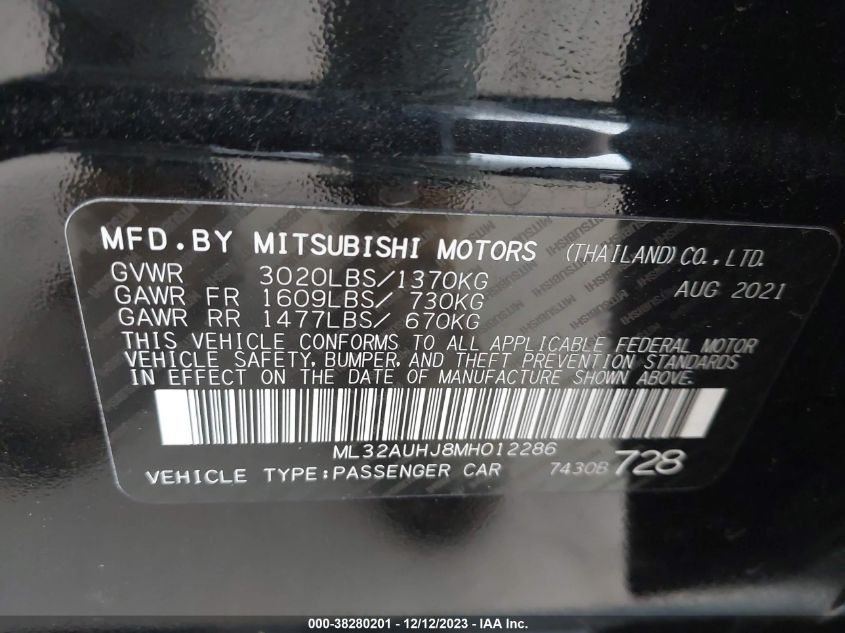 MFD.BY MITSUBISHI MOTORS (THAILAND)CO.,LTD.
GVWR 3020LBS/1370KG AUG 2021
GAWR FR 1609LBS/ 730KG
GAWR RR 1477LBS/ 670KG
THIS VEHICLE CONFORMS TO ALL APPLICABLE FEDERAL MOTOR
VEHICLE SAFETY, BUMPER, AND THEFT PREVENTION STANDARDS
IN EFFECT ON THE DATE OF MANUFACTURE SHOWN ABOVE.
ML32AUHJ8MH012286
VEHICLE TYPE:PASSENGER CAR 7430B 728
000-38280201 - 12/12/2023 - IAA Inc.